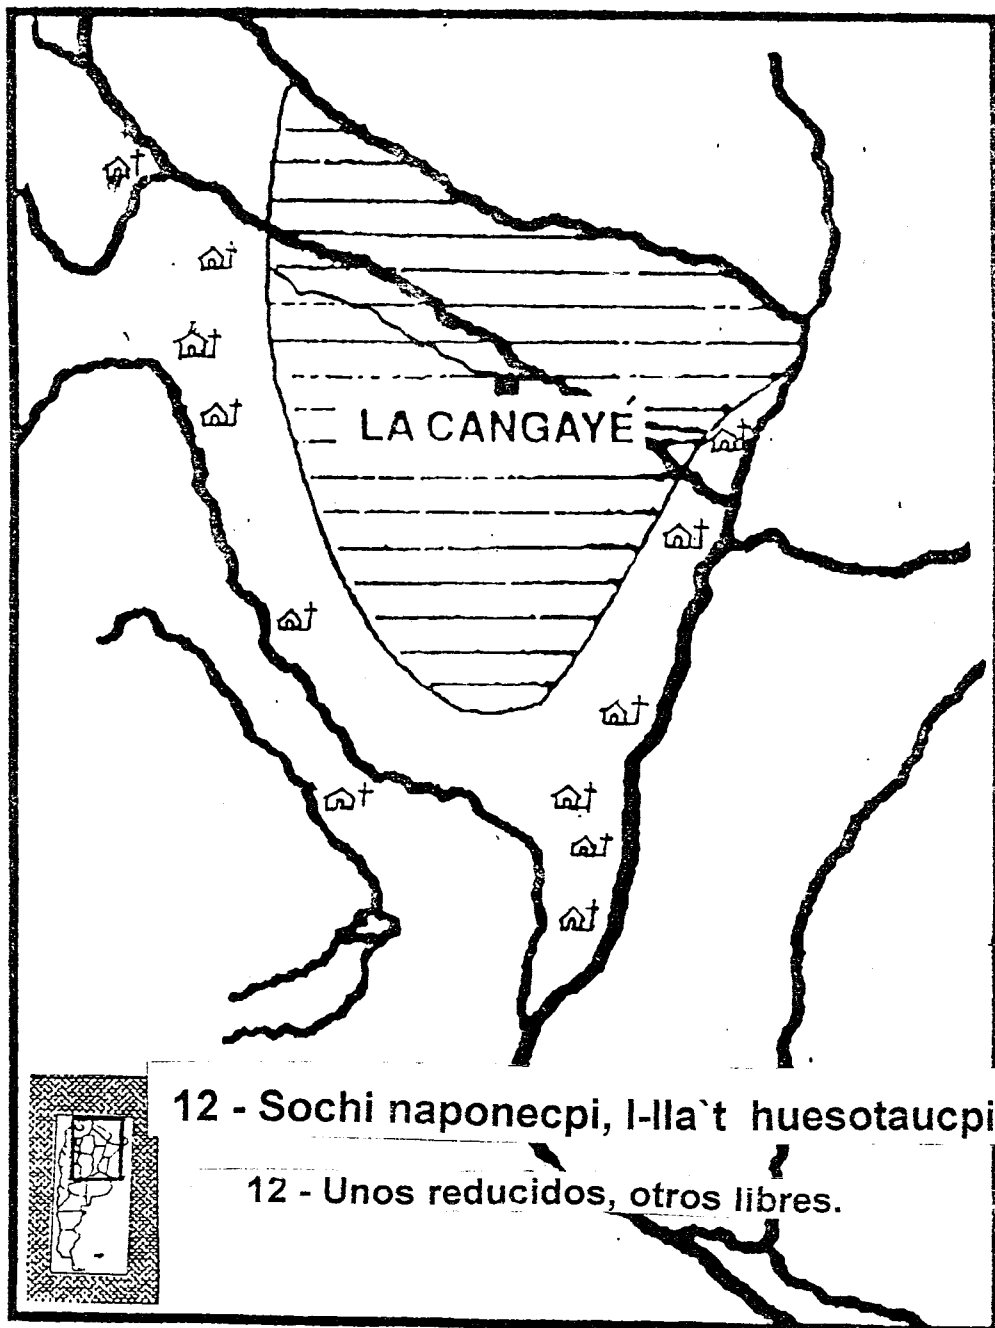 LA CANGAYÉ
12 - Sochi naponecpi, l-lla`t huesotaucpi
12 - Unos reducidos, otros libres.